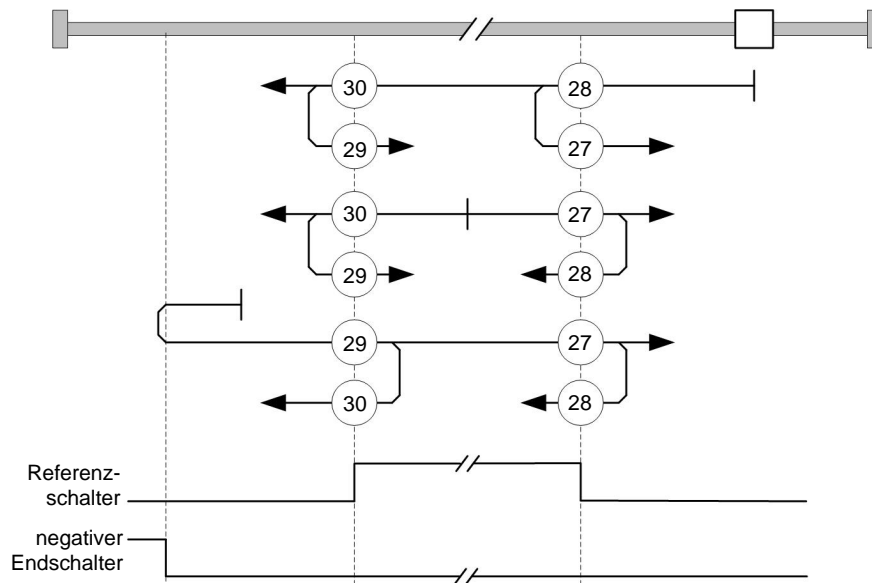 30 28
29 27
30 27
29 28
29 27
30 28
Referenz-
schalter
negativer
Endschalter